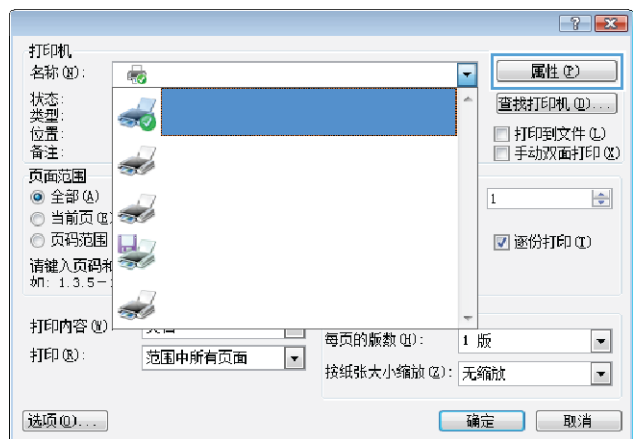 打印机
名称(N):
属性(P)
状态:
类型:
位置:
备注:
查找打印机(D)...
打印到文件(L)
手动双面打印(X)
页面范围
全部(A)
当前页(E)
页码范围
请键入页码和
如: 1.3.5-
1
逐份打印(T)
打印内容(W):
打印(R):
范围中所有页面
每页的版数(H):
1 版
按纸张大小缩放(Z):
无缩放
选项(O)...
确定
取消